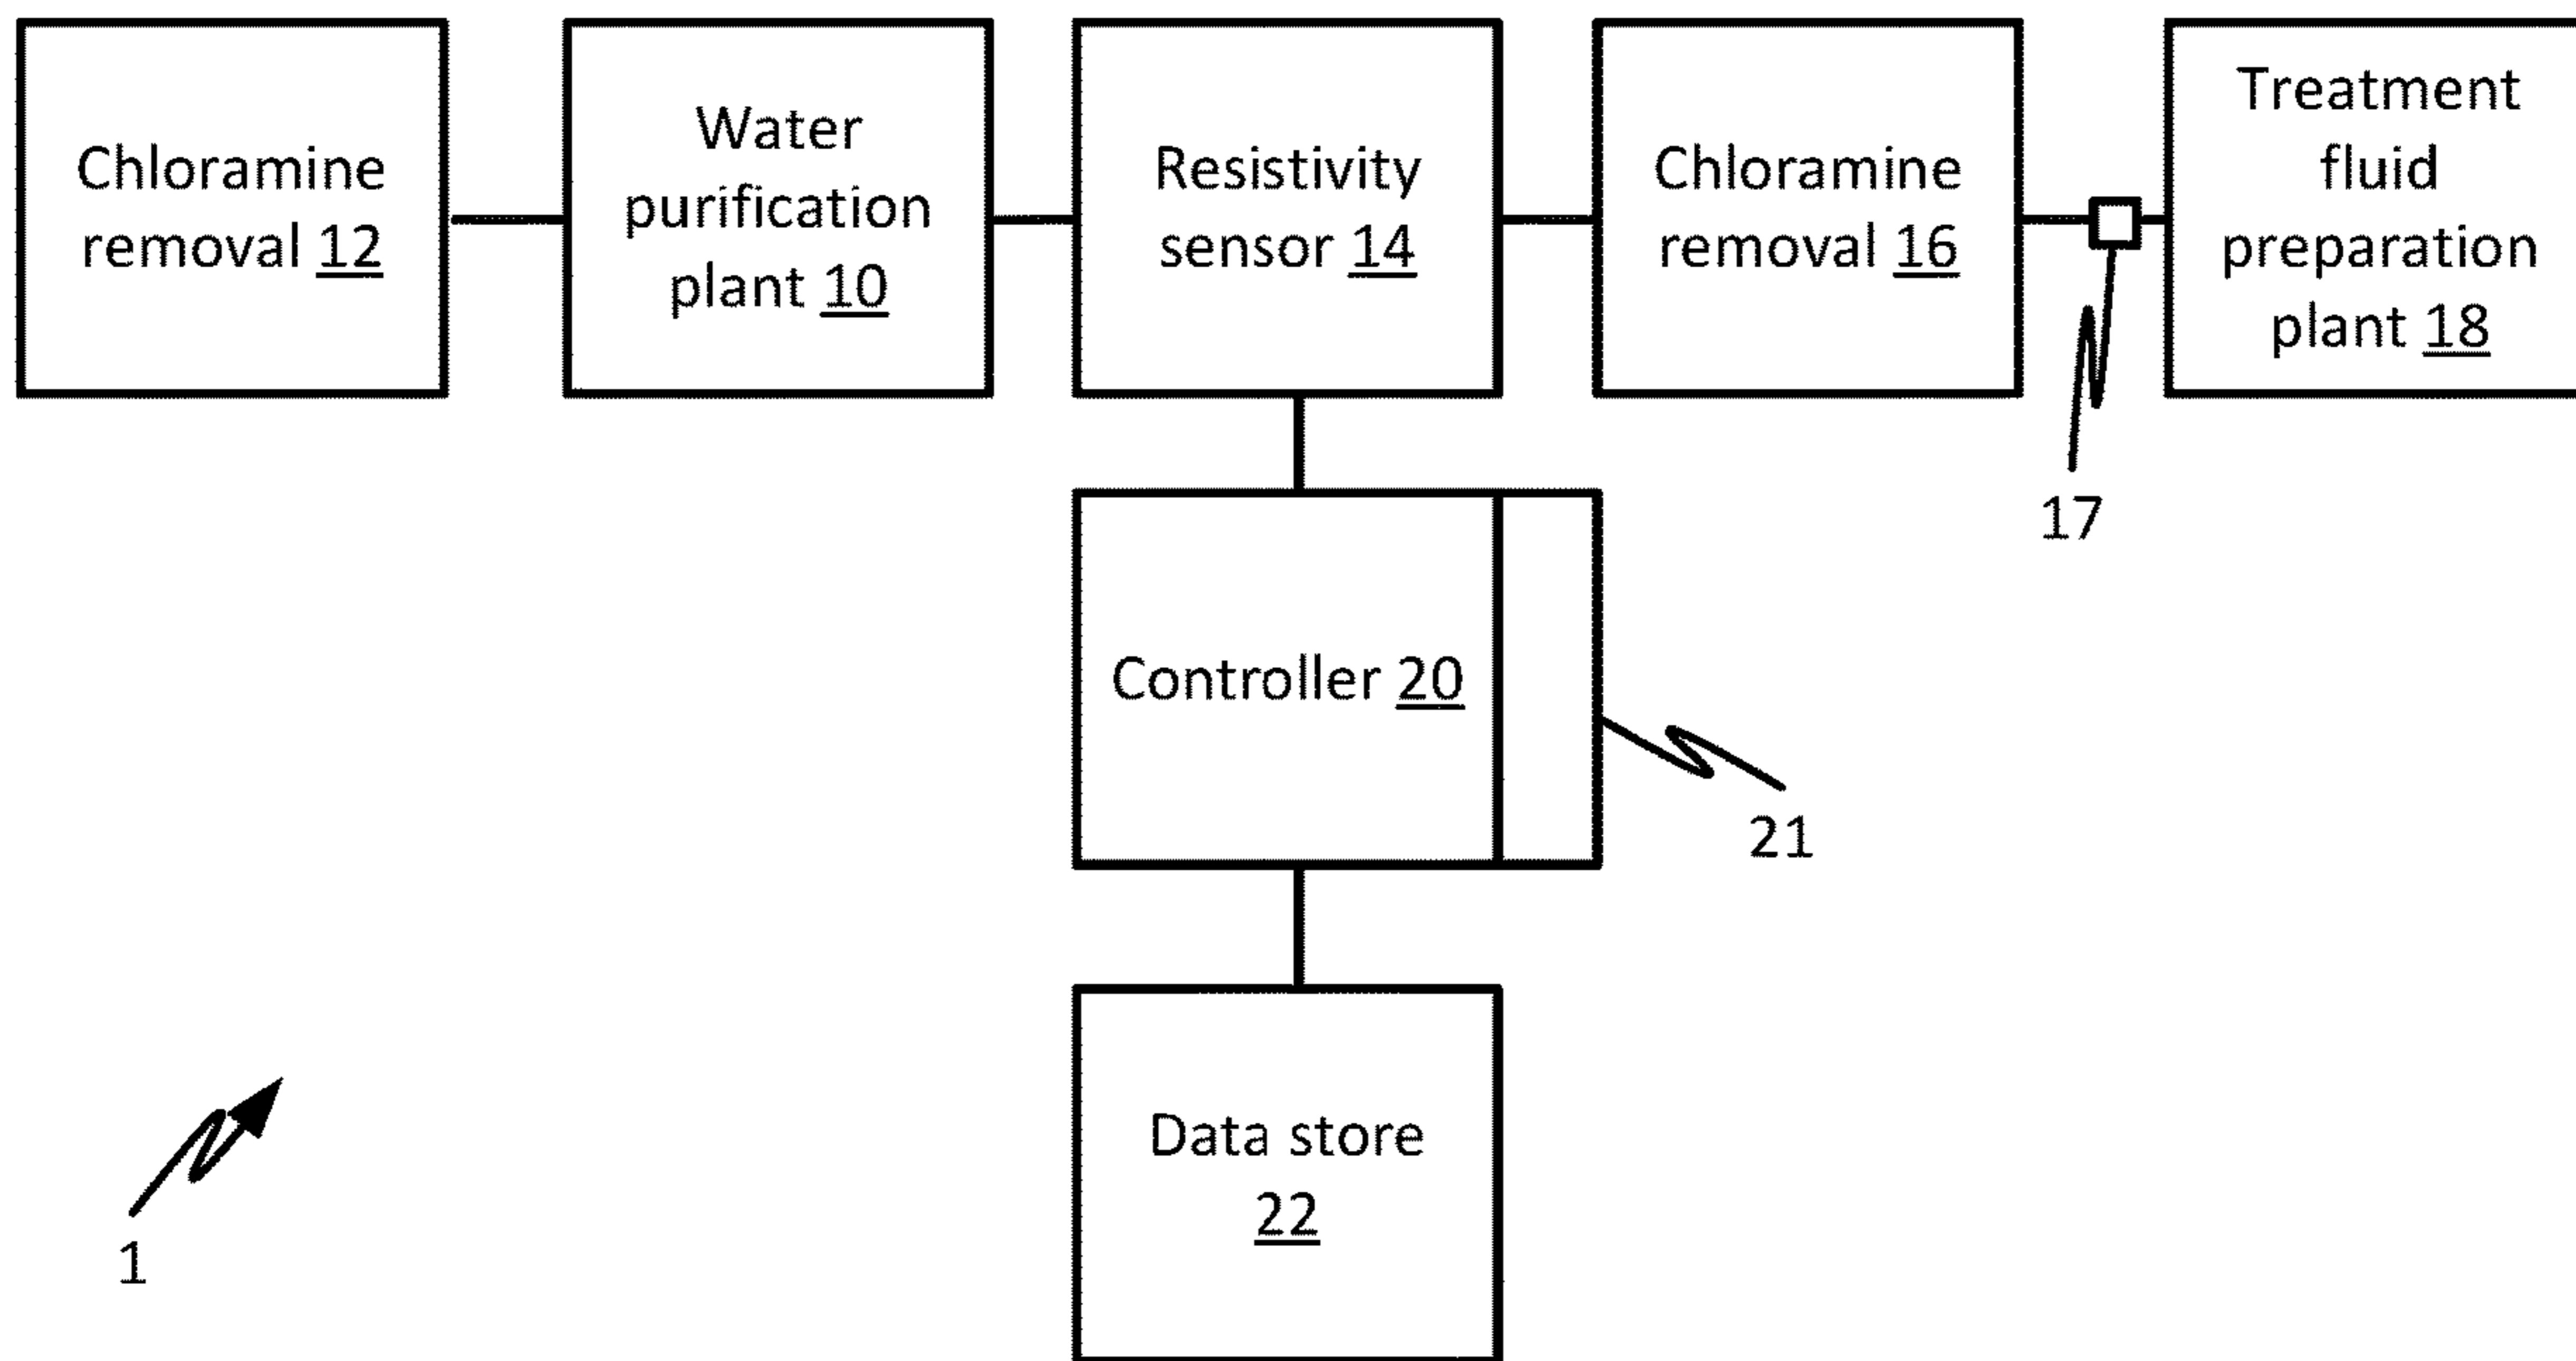 Chloramine
removal 12
Water
purification
plant 10
Resistivity
sensor 14
Chloramine
removal 16
Treatment
fluid
preparation
plant 18
17
Controller 20
21
Data store
22
1